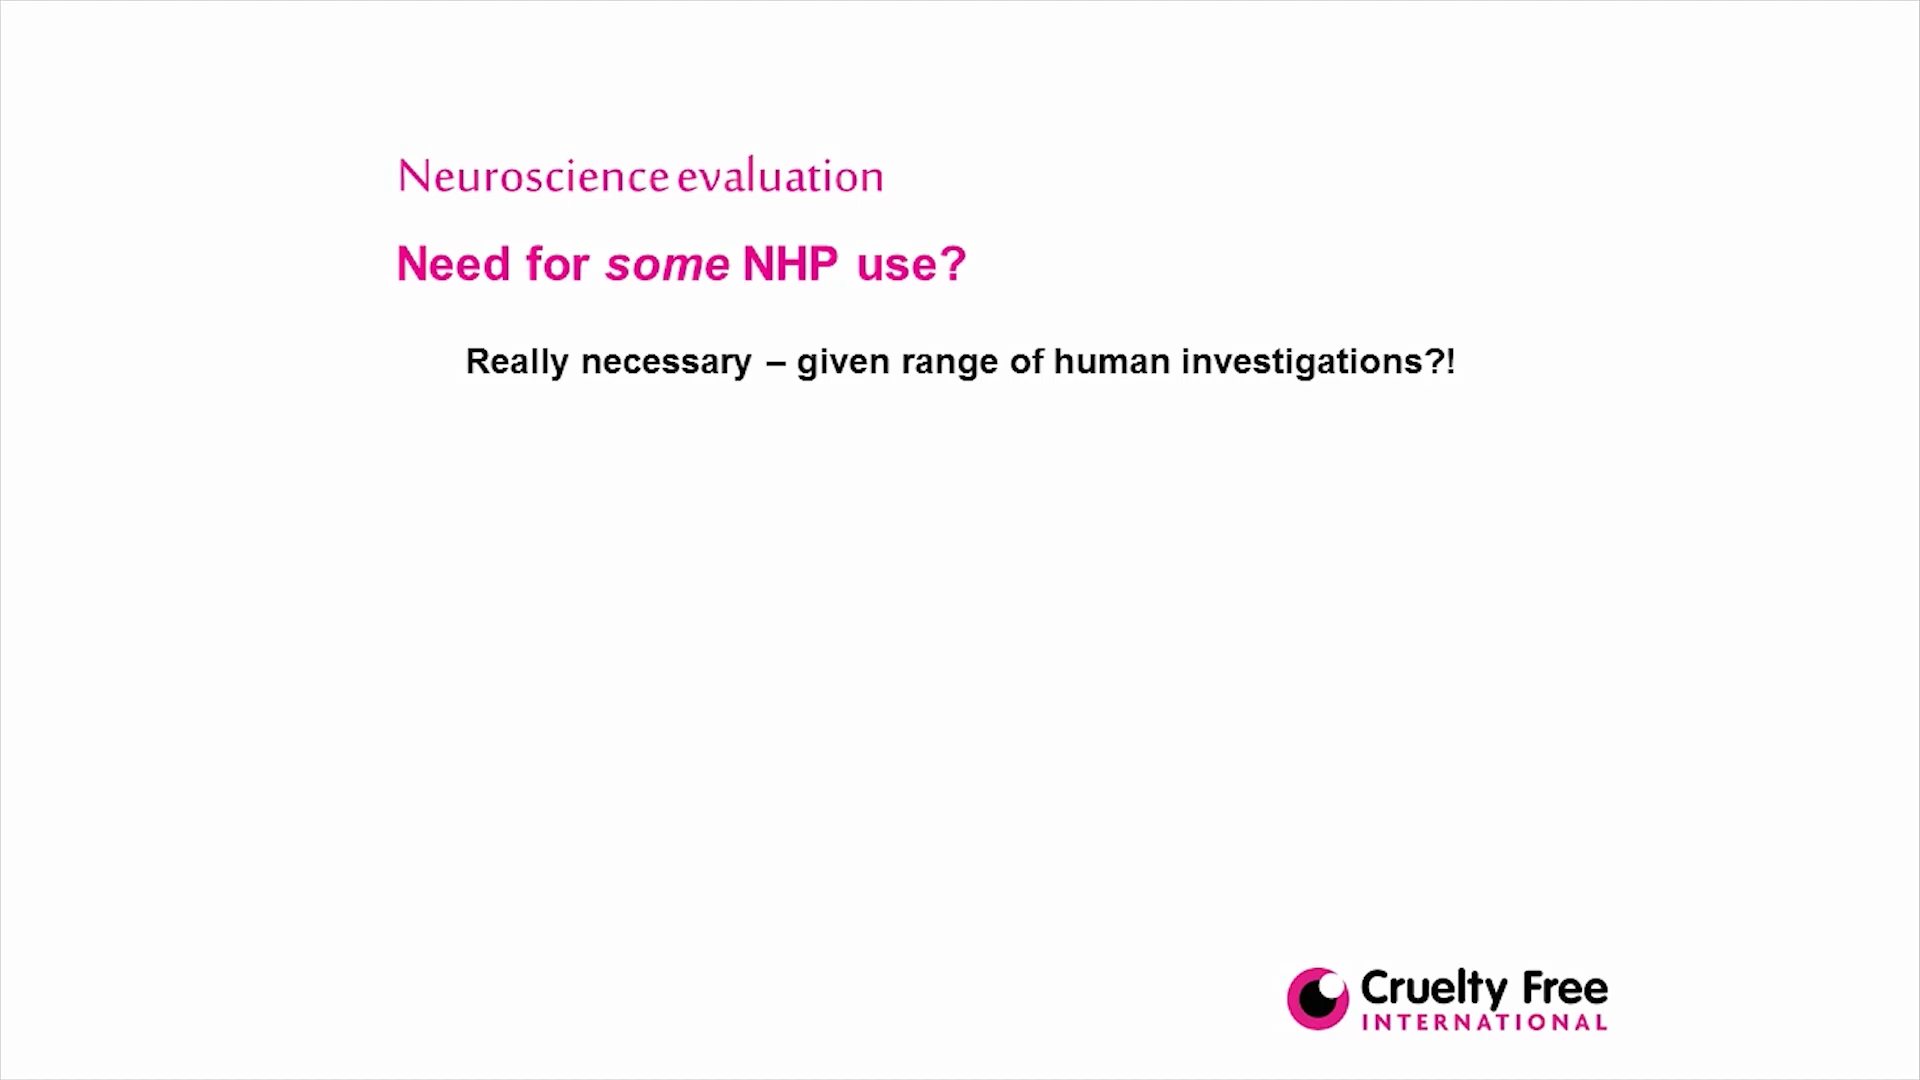 Neuroscience evaluation
Need for some NHP use?
Really necessary – given range of human investigations?!
Cruelty Free
INTERNATIONAL